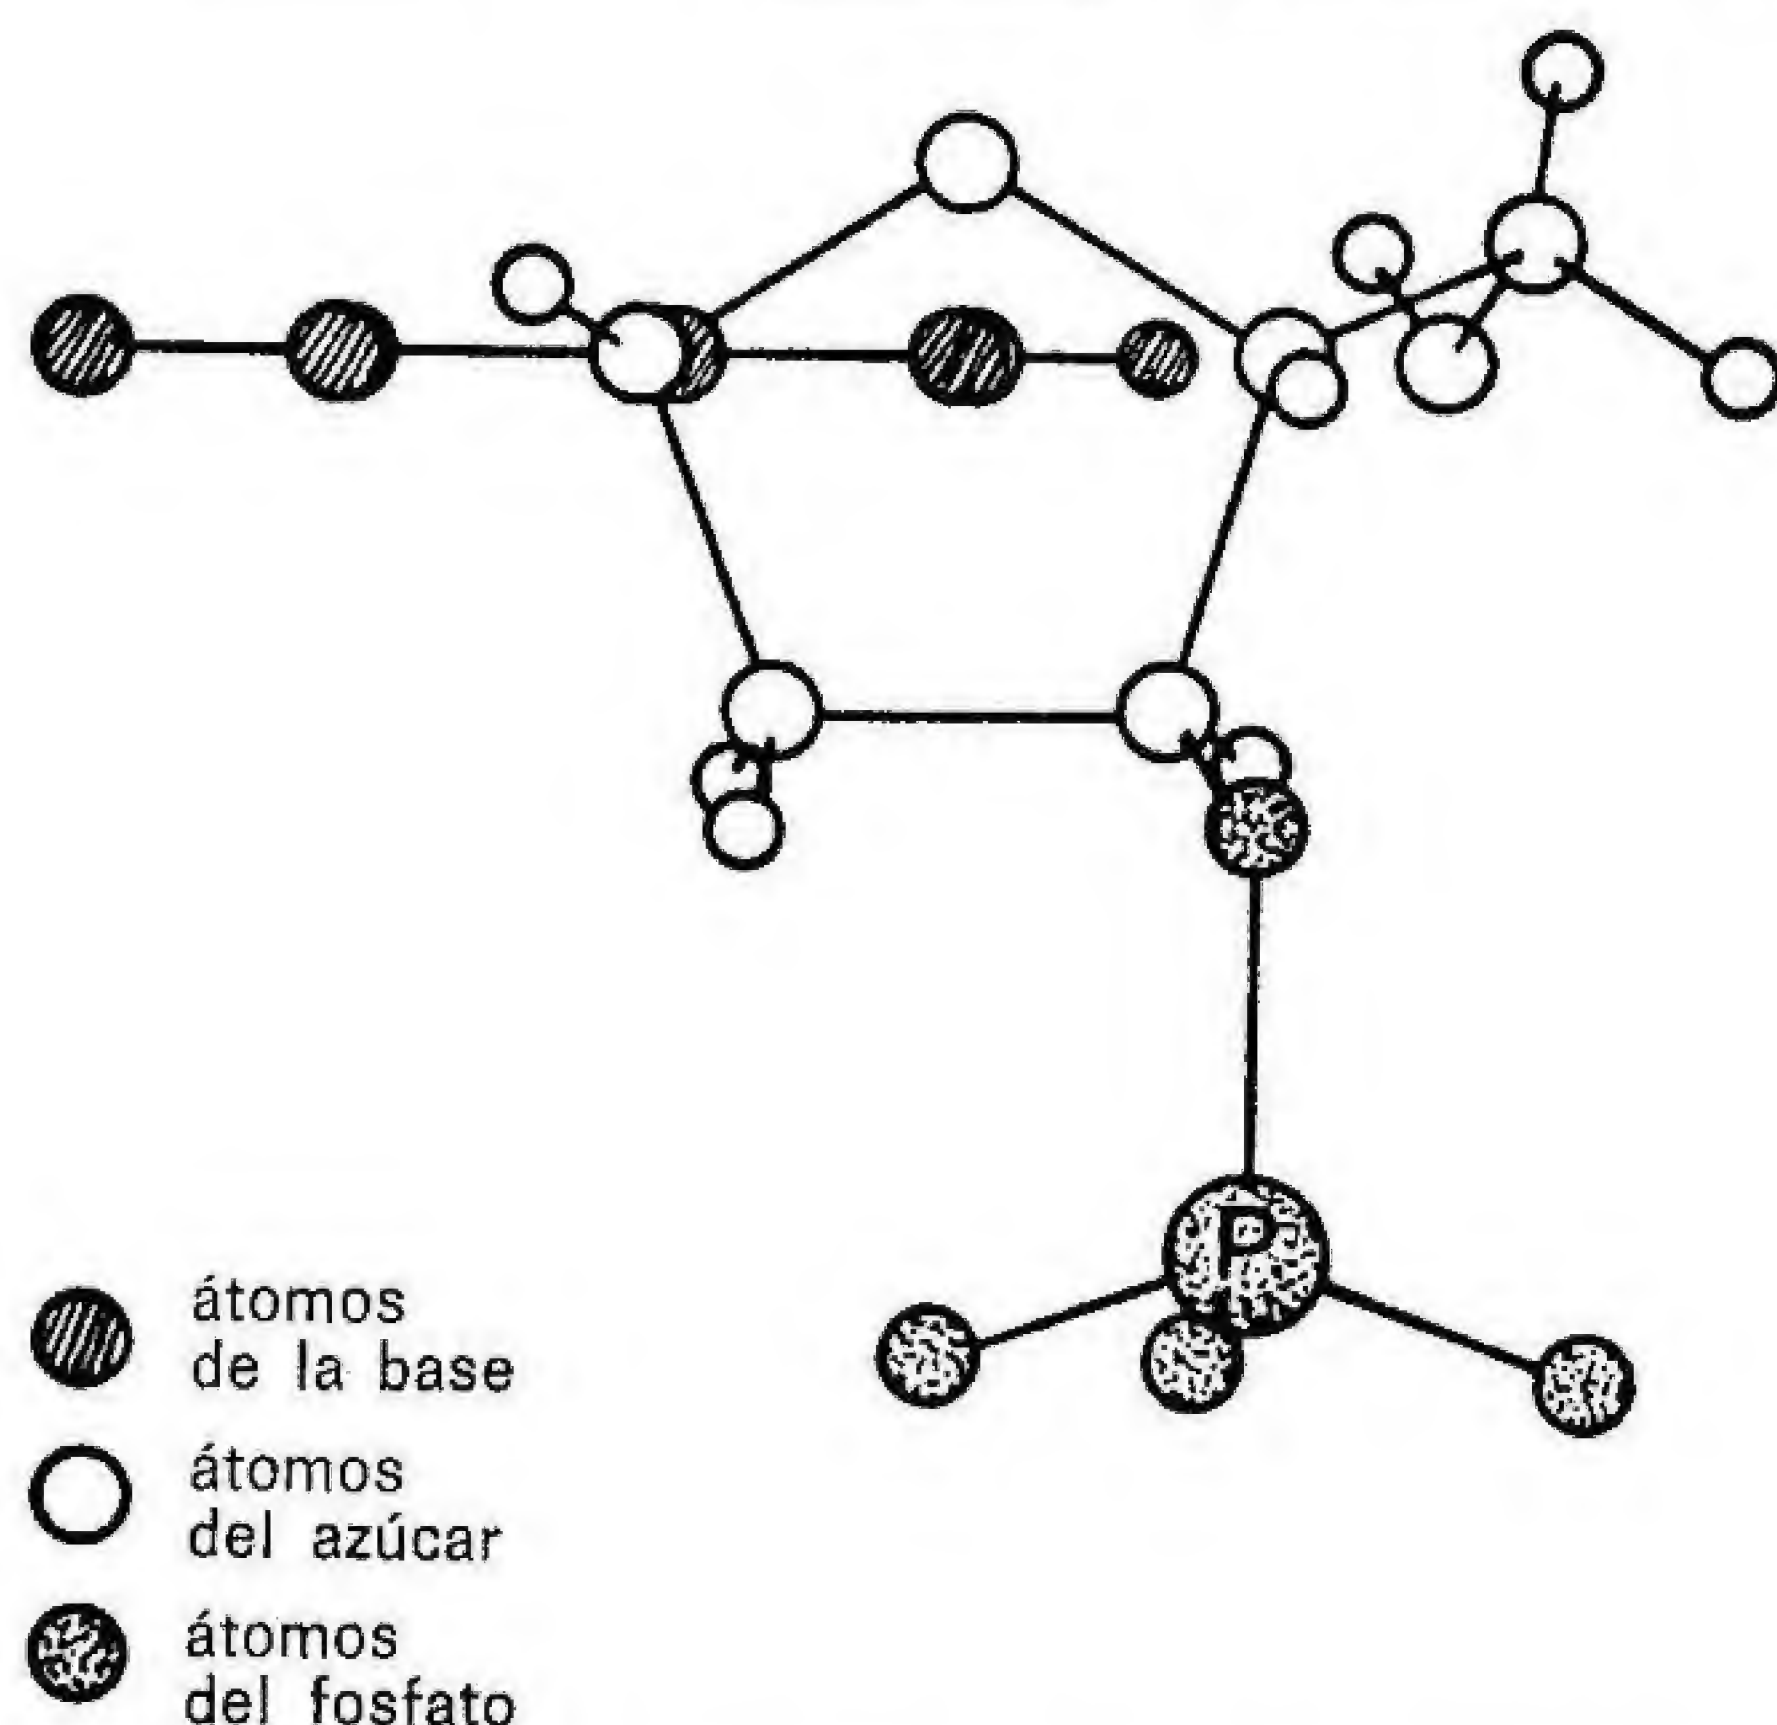 P
átomos
de la base
átomos
del azúcar
átomos
del fosfato